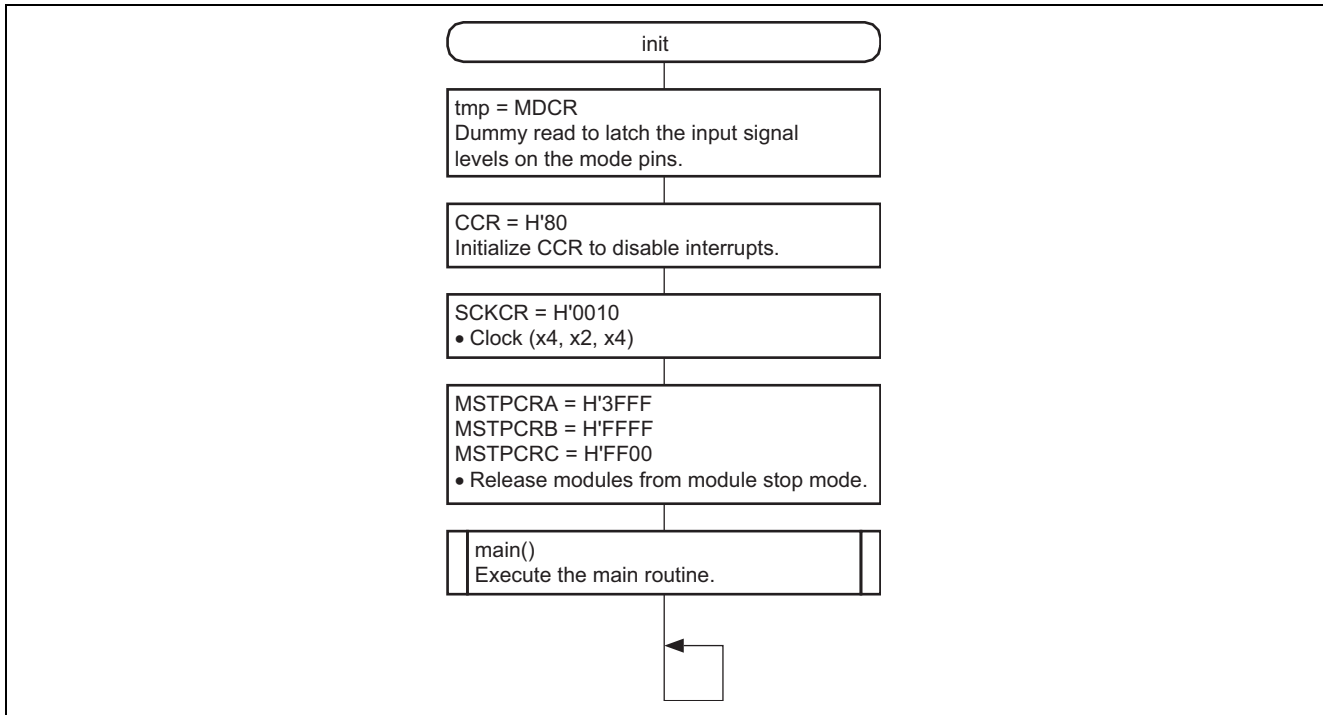 init
tmp = MDCR
Dummy read to latch the input signal
levels on the mode pins.
CCR = H'80
Initialize CCR to disable interrupts.
SCKCR = H'0010
• Clock (x4, x2, x4)
MSTPCRA = H'3FFF
MSTPCRB = H'FFFF
MSTPCRC = H'FF00
• Release modules from module stop mode.
main()
Execute the main routine.